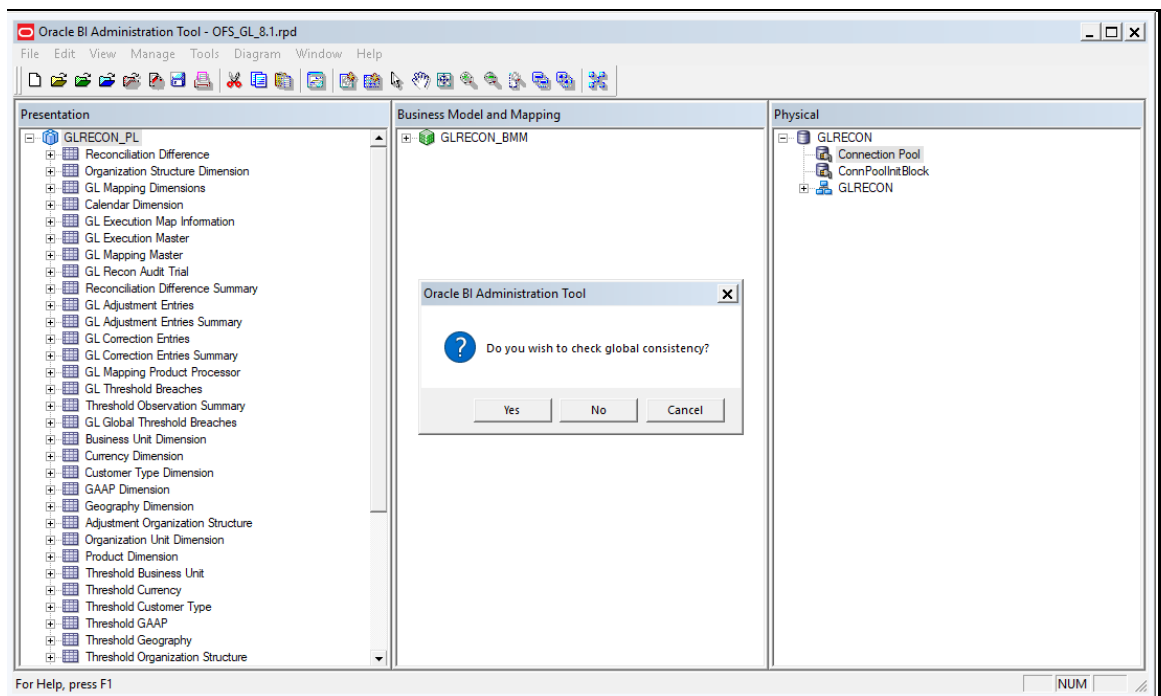 Oracle BI Administration Tool - OFS_GL_8.1.rpd
File Edit View Manage Tools Diagram Window Help
Presentation
GLRECON_PL
Reconciliation Difference
Organization Structure Dimension
GL Mapping Dimensions
Calendar Dimension
GL Execution Map Information
GL Execution Master
GL Mapping Master
GL Recon Audit Trial
Reconciliation Difference Summary
GL Adjustment Entries
GL Adjustment Entries Summary
GL Correction Entries
GL Correction Entries Summary
GL Mapping Product Processor
GL Threshold Breaches
Threshold Observation Summary
GL Global Threshold Breaches
Business Unit Dimension
Currency Dimension
Customer Type Dimension
GAAP Dimension
Geography Dimension
Adjustment Organization Structure
Organization Unit Dimension
Product Dimension
Threshold Business Unit
Threshold Currency
Threshold Customer Type
Threshold GAAP
Threshold Geography
Threshold Organization Structure
Business Model and Mapping
GLRECON_BMM
Physical
GLRECON
Connection Pool
ConnPoolInitBlock
GLRECON
Oracle BI Administration Tool
Do you wish to check global consistency?
Yes No Cancel
For Help, press F1
NUM